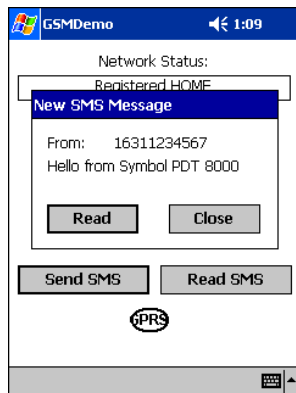 GSMDemo 1:09
Network Status:
Registered HOME
New SMS Message
From: 16311234567
Hello from Symbol PDT 8000
Read Close
Send SMS Read SMS
GPRS